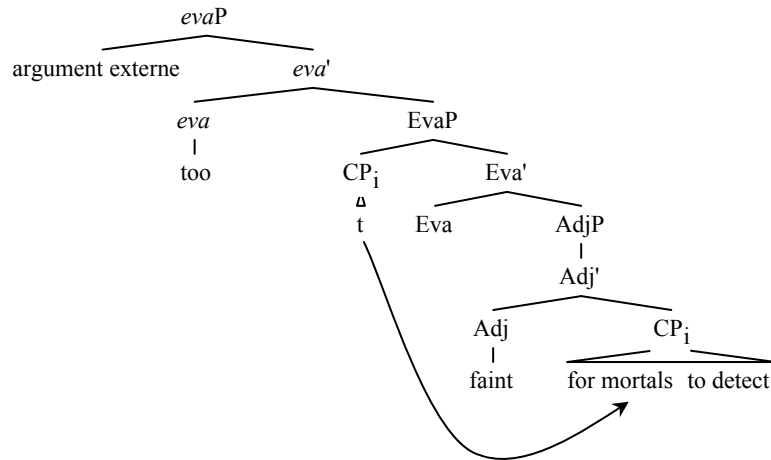 evaP
argument externe eva'
eva EvaP
too CPi Eva'
t Eva AdjP
Adj'
Adj CPi
faint for mortals to detect